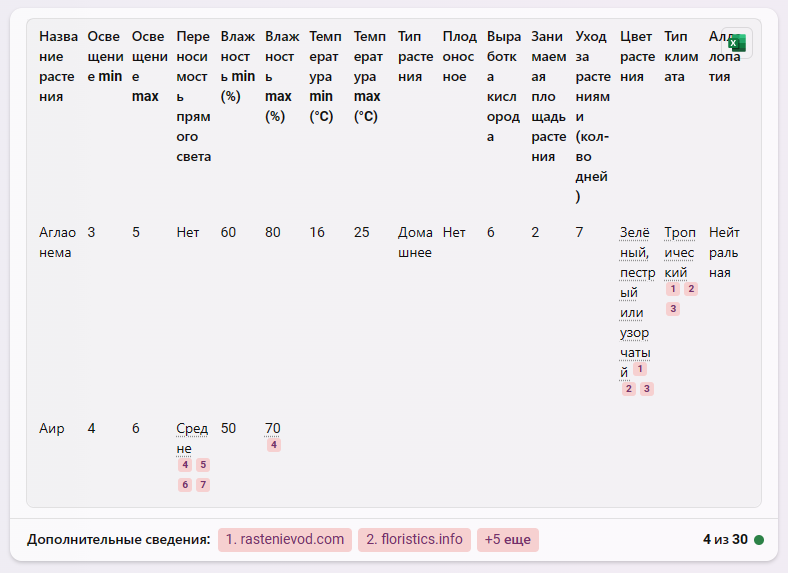 Название растения Освещение min Освещение max Переносимость прямого света Влажность min (%) Влажность max (%) Температура min (°C) Температура max (°C) Тип растения Плодоносное Выработка кислорода Занимаемая площадь растения Уход за растениями (кол-во дней) Цвет растения Тип климата Аллопатия
Аглаонема 3 5 Нет 60 80 16 25 Домашнее Нет 6 2 7 Зелёный, пестрый или узорчатый 1 2 3 Тропический 1 2 3 Нейтральная
Аир 4 6 Средне 4 5 6 7 50 70 4
Дополнительные сведения: 1. rastenievod.com 2. floristics.info +5 еще 4 из 30